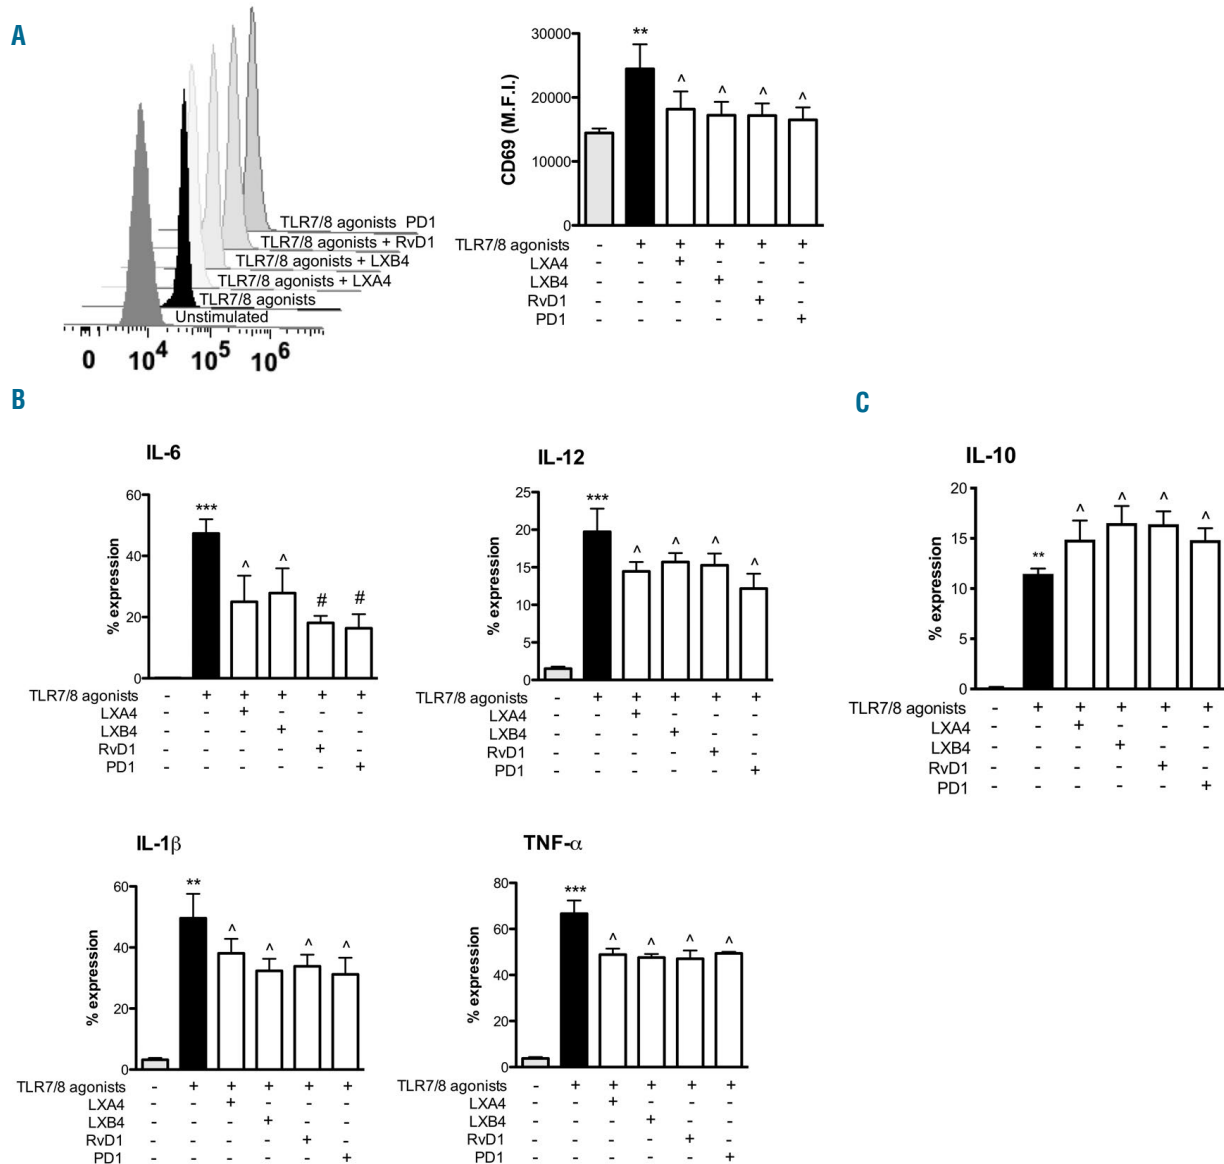 A
TLR7/8 agonists PD1
TLR7/8 agonists + RvD1
TLR7/8 agonists + LXB4
TLR7/8 agonists + LXA4
TLR7/8 agonists
Unstimulated
0 10^4 10^5 10^6
CD69 (M.F.I.)
30000
20000
10000
0
** ^ ^ ^ ^
TLR7/8 agonists - + + + + +
LXA4 - - + - - -
LXB4 - - - + - -
RvD1 - - - - + -
PD1 - - - - - +
B
IL-6
% expression
60
40
20
0
*** ^ ^ # #
TLR7/8 agonists - + + + + +
LXA4 - - + - - -
LXB4 - - - + - -
RvD1 - - - - + -
PD1 - - - - - +
IL-12
% expression
25
20
15
10
5
0
*** ^ ^ ^ ^
TLR7/8 agonists - + + + + +
LXA4 - - + - - -
LXB4 - - - + - -
RvD1 - - - - + -
PD1 - - - - - +
C
IL-10
% expression
20
15
10
5
0
** ^ ^ ^ ^
TLR7/8 agonists - + + + + +
LXA4 - - + - - -
LXB4 - - - + - -
RvD1 - - - - + -
PD1 - - - - - +
IL-1β
% expression
60
40
20
0
** ^ ^ ^ ^
TLR7/8 agonists - + + + + +
LXA4 - - + - - -
LXB4 - - - + - -
RvD1 - - - - + -
PD1 - - - - - +
TNF-α
% expression
80
60
40
20
0
*** ^ ^ ^ ^
TLR7/8 agonists - + + + + +
LXA4 - - + - - -
LXB4 - - - + - -
RvD1 - - - - + -
PD1 - - - - - +